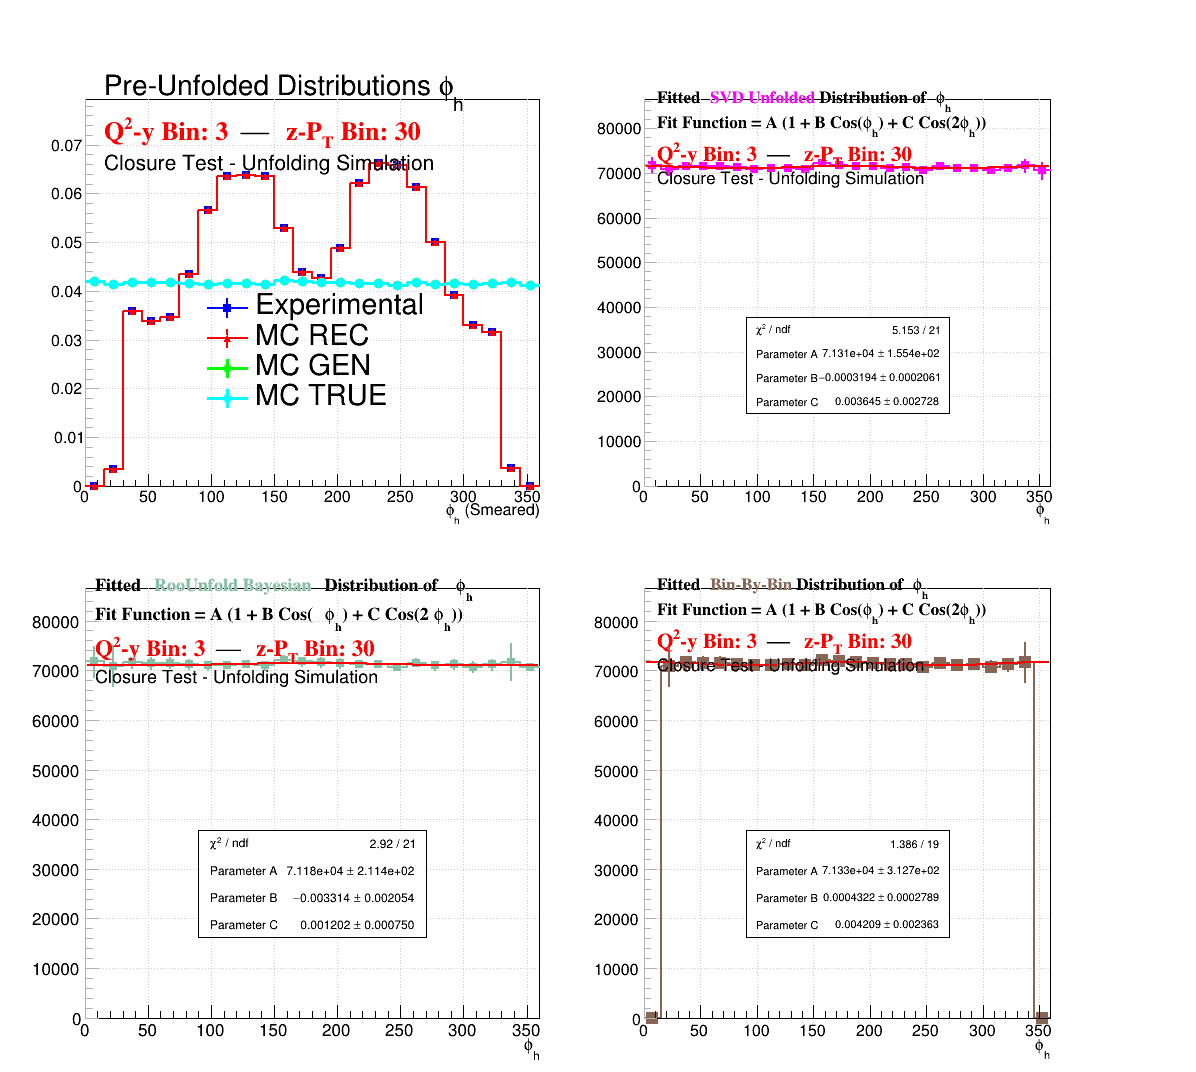 Pre-Unfolded Distributions ϕh
Q²-y Bin: 3 — z-PT Bin: 30
Closure Test - Unfolding Simulation
0.07
0.06
0.05
0.04
0.03
0.02
0.01
0
Experimental
MC REC
MC GEN
MC TRUE
0 50 100 150 200 250 300 350
ϕh (Smeared)
Fitted SVD Unfolded Distribution of ϕh
Fit Function = A (1 + B Cos(ϕh) + C Cos(2ϕh))
Q²-y Bin: 3 — z-PT Bin: 30
Closure Test - Unfolding Simulation
80000
70000
60000
50000
40000
30000
20000
10000
0
χ² / ndf 5.153 / 21
Parameter A 7.131e+04 ± 1.554e+02
Parameter B −0.0003194 ± 0.0002061
Parameter C 0.003645 ± 0.002728
0 50 100 150 200 250 300 350
ϕh
Fitted RooUnfold Bayesian Distribution of ϕh
Fit Function = A (1 + B Cos( ϕh) + C Cos(2 ϕh))
Q²-y Bin: 3 — z-PT Bin: 30
Closure Test - Unfolding Simulation
80000
70000
60000
50000
40000
30000
20000
10000
0
χ² / ndf 2.92 / 21
Parameter A 7.118e+04 ± 2.114e+02
Parameter B −0.003314 ± 0.002054
Parameter C 0.001202 ± 0.000750
0 50 100 150 200 250 300 350
ϕh
Fitted Bin-By-Bin Distribution of ϕh
Fit Function = A (1 + B Cos(ϕh) + C Cos(2ϕh))
Q²-y Bin: 3 — z-PT Bin: 30
Closure Test - Unfolding Simulation
80000
70000
60000
50000
40000
30000
20000
10000
0
χ² / ndf 1.386 / 19
Parameter A 7.133e+04 ± 3.127e+02
Parameter B 0.0004322 ± 0.0002789
Parameter C 0.004209 ± 0.002363
0 50 100 150 200 250 300 350
ϕh